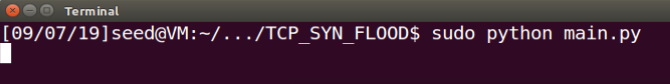 Terminal
[09/07/19]seed@VM:~/.../TCP_SYN_FLOOD$ sudo python main.py